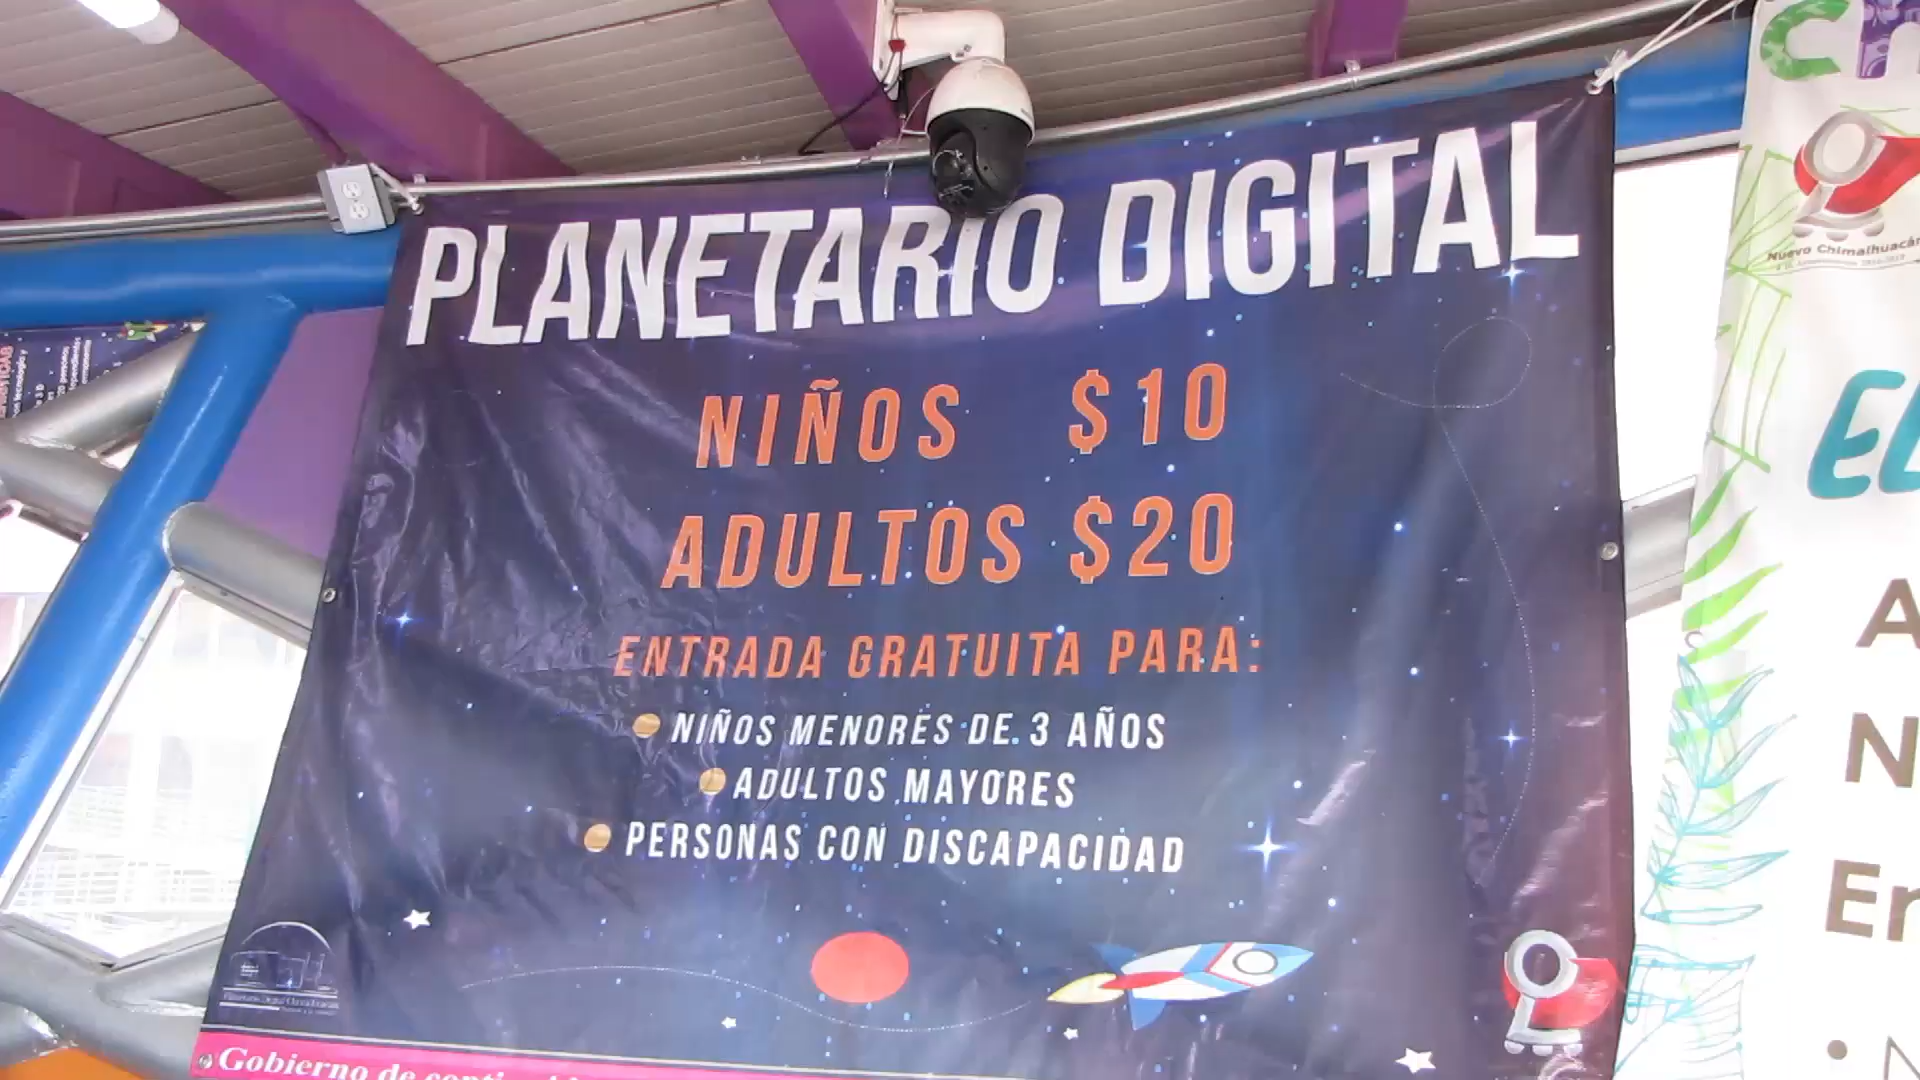 PLANETARIO DIGITAL
NIÑOS $10
ADULTOS $20
ENTRADA GRATUITA PARA:
NIÑOS MENORES DE 3 AÑOS
ADULTOS MAYORES
PERSONAS CON DISCAPACIDAD
Gobierno de
Nuevo Chimalhuacán